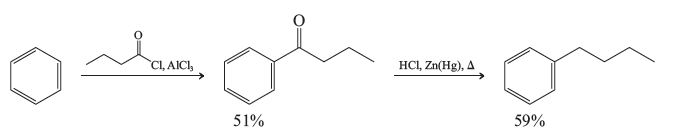 O
O
Cl, AlCl₃
HCl, Zn(Hg), Δ
51%
59%